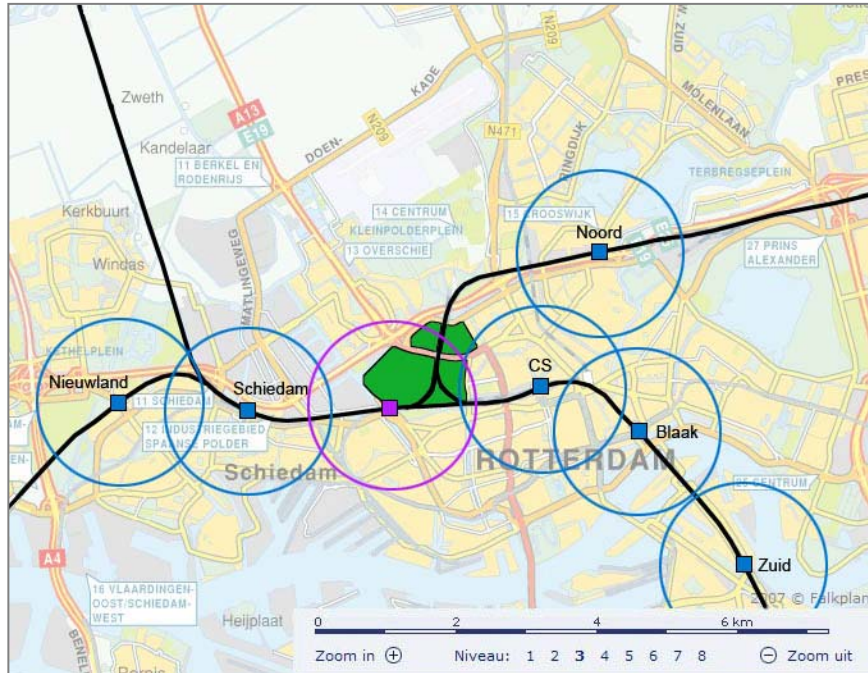 N209
W. ZUID
Zweth
A13
E19
N209
KADE
DOEN-
N471
RINGDIJK
MOLENLAAN
PRES
Kandelaar
11 BERKEL EN
RODENRIJS
TERBREGSEPLEIN
14 CENTRUM
KLEINPOLDERPLEIN
15 CROOSWIJK
Kerkbuurt
13 OVERSCHIE
Noord
27 PRINS
ALEXANDER
Windas
MATLINGEWEG
KETHELPLEIN
Nieuwland
Schiedam
CS
11 SCHIEDAM
12 INDUSTRIEGEBIED
SPAANSE POLDER
Blaak
Schiedam
ROTTERDAM
25 CENTRUM
A4
Zuid
16 VLAARDINGEN-
OOST/SCHIEDAM-
WEST
2007 © Falkplan
Heijplaat
BENEL
Pernis
0 2 4 6 km
Zoom in Niveau: 1 2 3 4 5 6 7 8 Zoom uit